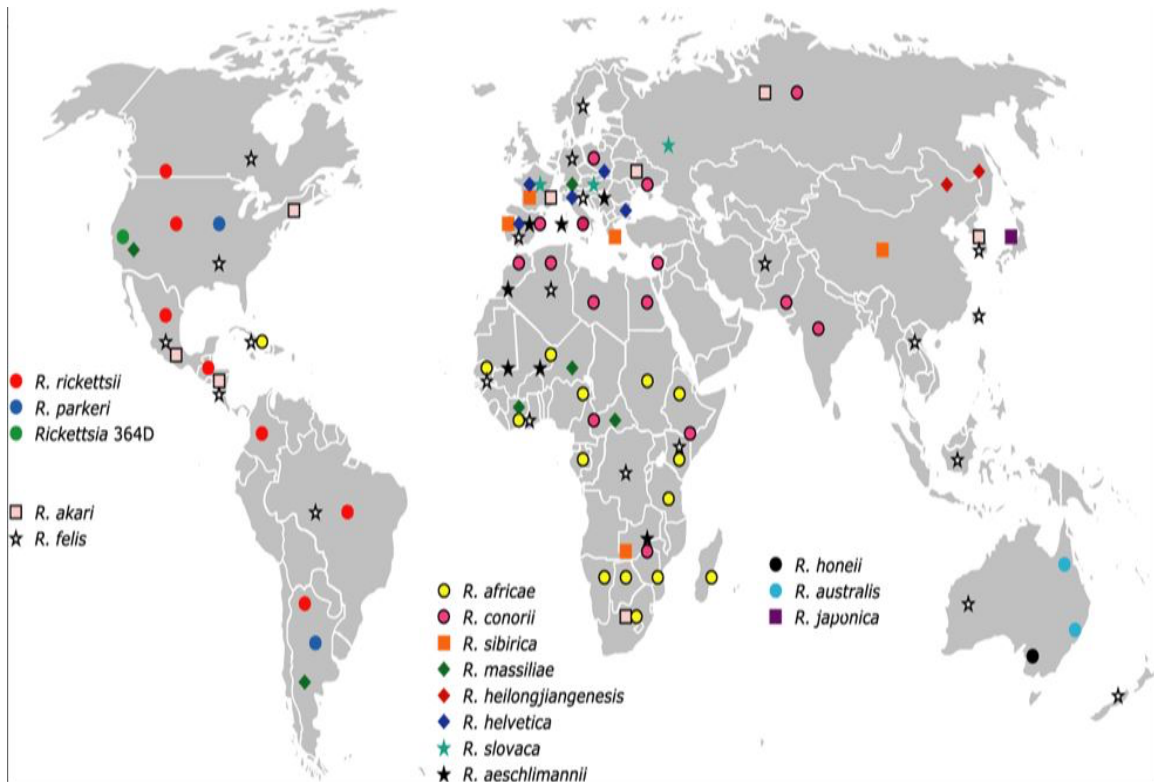 R. rickettsii
R. parkeri
Rickettsia 364D
R. akari
R. felis
R. africae
R. conorii
R. sibirica
R. massiliae
R. heilongjiangenesis
R. helvetica
R. slovaca
R. aeschlimannii
R. honeii
R. australis
R. japonica